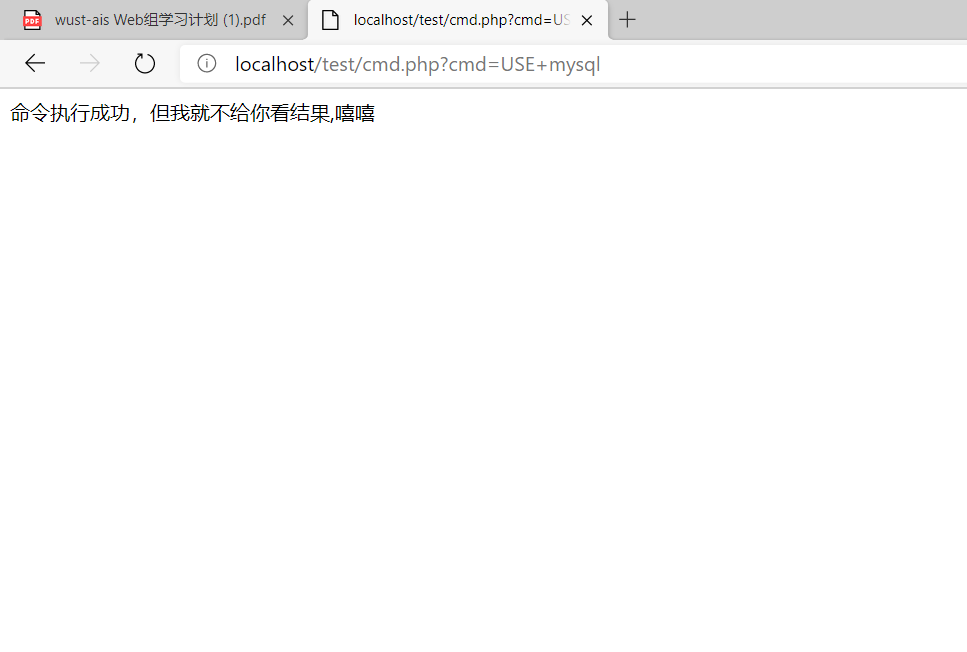 PDF wust-ais Web组学习计划 (1).pdf
localhost/test/cmd.php?cmd=US
localhost/test/cmd.php?cmd=USE+mysql
命令执行成功，但我就不给你看结果,嘻嘻